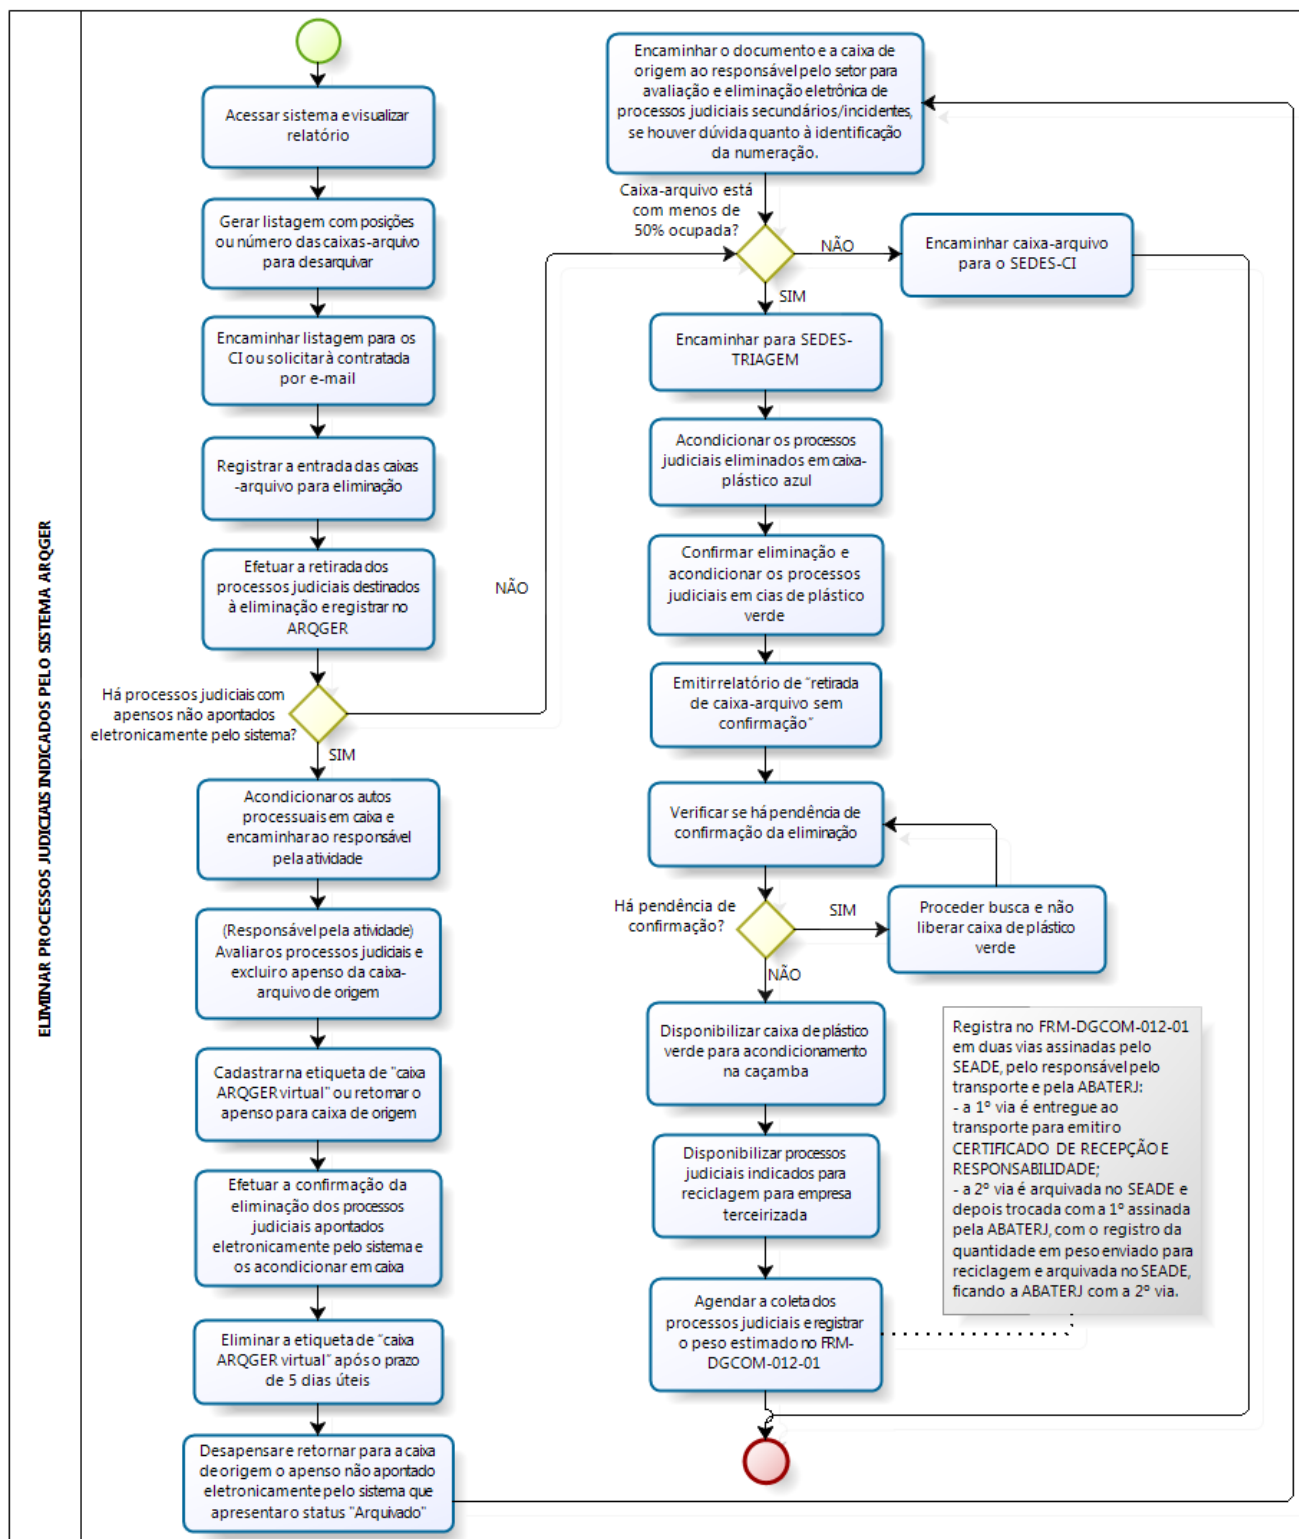 ELIMINAR PROCESSOS JUDICIAIS INDICADOS PELO SISTEMA ARQGER
Acessar sistema e visualizar
relatório
Gerar listagem com posições
ou número das caixas-arquivo
para desarquivar
Encaminhar listagem para os
CI ou solicitar à contratada
por e-mail
Registrar a entrada das caixas
-arquivo para eliminação
Efetuar a retirada dos
processos judiciais destinados
à eliminação e registrar no
ARQGER
Há processos judiciais com
apensos não apontados
eletronicamente pelo sistema?
NÃO
SIM
Acondicionar os autos
processuais em caixa e
encaminhar ao responsável
pela atividade
(Responsável pela atividade)
Avaliar os processos judiciais e
excluir o apenso da caixa-
arquivo de origem
Cadastrar na etiqueta de "caixa
ARQGER virtual" ou retornar o
apenso para caixa de origem
Efetuar a confirmação da
eliminação dos processos
judiciais apontados
eletronicamente pelo sistema e
os acondicionar em caixa
Eliminar a etiqueta de "caixa
ARQGER virtual" após o prazo
de 5 dias úteis
Desapensar e retornar para a caixa
de origem o apenso não apontado
eletronicamente pelo sistema que
apresentar o status "Arquivado"
Encaminhar o documento e a caixa de
origem ao responsável pelo setor para
avaliação e eliminação eletrônica de
processos judiciais secundários/incidentes,
se houver dúvida quanto à identificação
da numeração.
Caixa-arquivo está
com menos de
50% ocupada?
NÃO
Encaminhar caixa-arquivo
para o SEDES-CI
SIM
Encaminhar para SEDES-
TRIAGEM
Acondicionar os processos
judiciais eliminados em caixa-
plástico azul
Confirmar eliminação e
acondicionar os processos
judiciais em cias de plástico
verde
Emitir relatório de "retirada
de caixa-arquivo sem
confirmação"
Verificar se há pendência de
confirmação da eliminação
Há pendência de
confirmação?
SIM
Proceder busca e não
liberar caixa de plástico
verde
NÃO
Disponibilizar caixa de plástico
verde para acondicionamento
na caçamba
Disponibilizar processos
judiciais indicados para
reciclagem para empresa
terceirizada
Agendar a coleta dos
processos judiciais e registrar
o peso estimado no FRM-
DGCOM-012-01
Registra no FRM-DGCOM-012-01
em duas vias assinadas pelo
SEADE, pelo responsável pelo
transporte e pela ABATERJ:
- a 1º via é entregue ao
transporte para emitir o
CERTIFICADO DE RECEPÇÃO E
RESPONSABILIDADE;
- a 2º via é arquivada no SEADE e
depois trocada com a 1º assinada
pela ABATERJ, com o registro da
quantidade em peso enviado para
reciclagem e arquivada no SEADE,
ficando a ABATERJ com a 2º via.